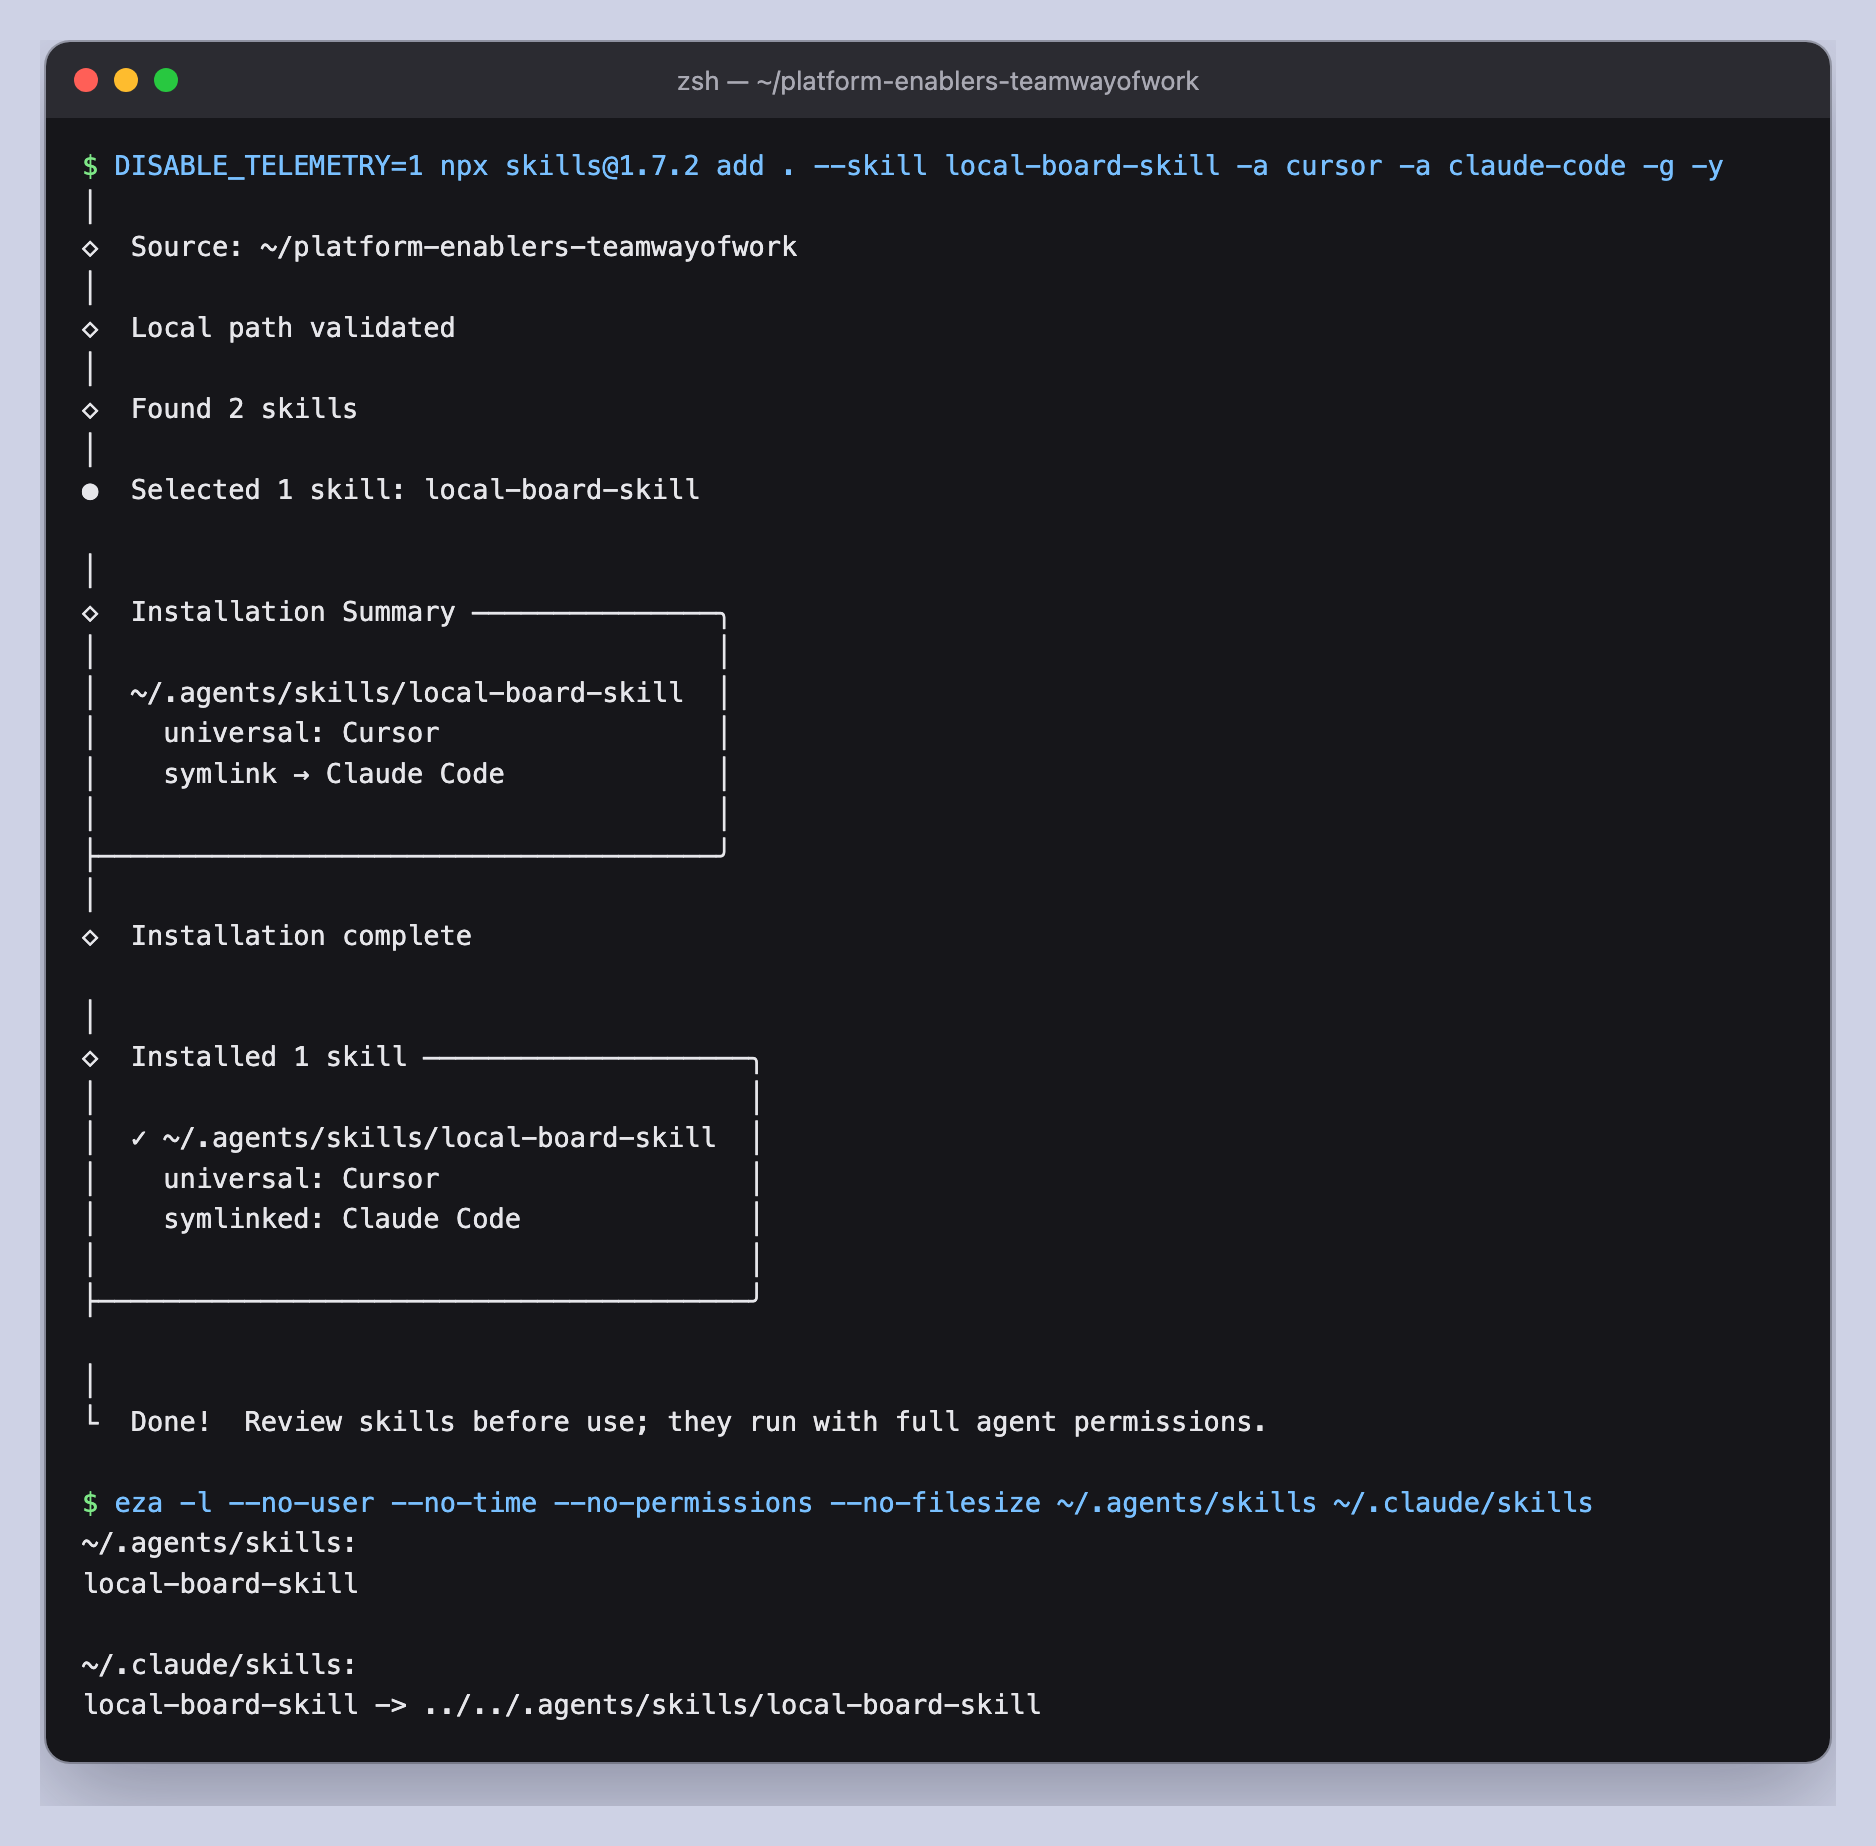 zsh — ~/platform-enablers-teamwayofwork
$ DISABLE_TELEMETRY=1 npx skills@1.7.2 add . --skill local-board-skill -a cursor -a claude-code -g -y
│
◇  Source: ~/platform-enablers-teamwayofwork
│
◇  Local path validated
│
◇  Found 2 skills
│
●  Selected 1 skill: local-board-skill

│
◇  Installation Summary ───────────────╮
│                                      │
│  ~/.agents/skills/local-board-skill  │
│    universal: Cursor                 │
│    symlink → Claude Code             │
│                                      │
├──────────────────────────────────────╯
│
◇  Installation complete

│
◇  Installed 1 skill ────────────────────╮
│                                        │
│  ✓ ~/.agents/skills/local-board-skill  │
│    universal: Cursor                   │
│    symlinked: Claude Code              │
│                                        │
├────────────────────────────────────────╯

│
└  Done!  Review skills before use; they run with full agent permissions.

$ eza -l --no-user --no-time --no-permissions --no-filesize ~/.agents/skills ~/.claude/skills
~/.agents/skills:
local-board-skill

~/.claude/skills:
local-board-skill -> ../../.agents/skills/local-board-skill